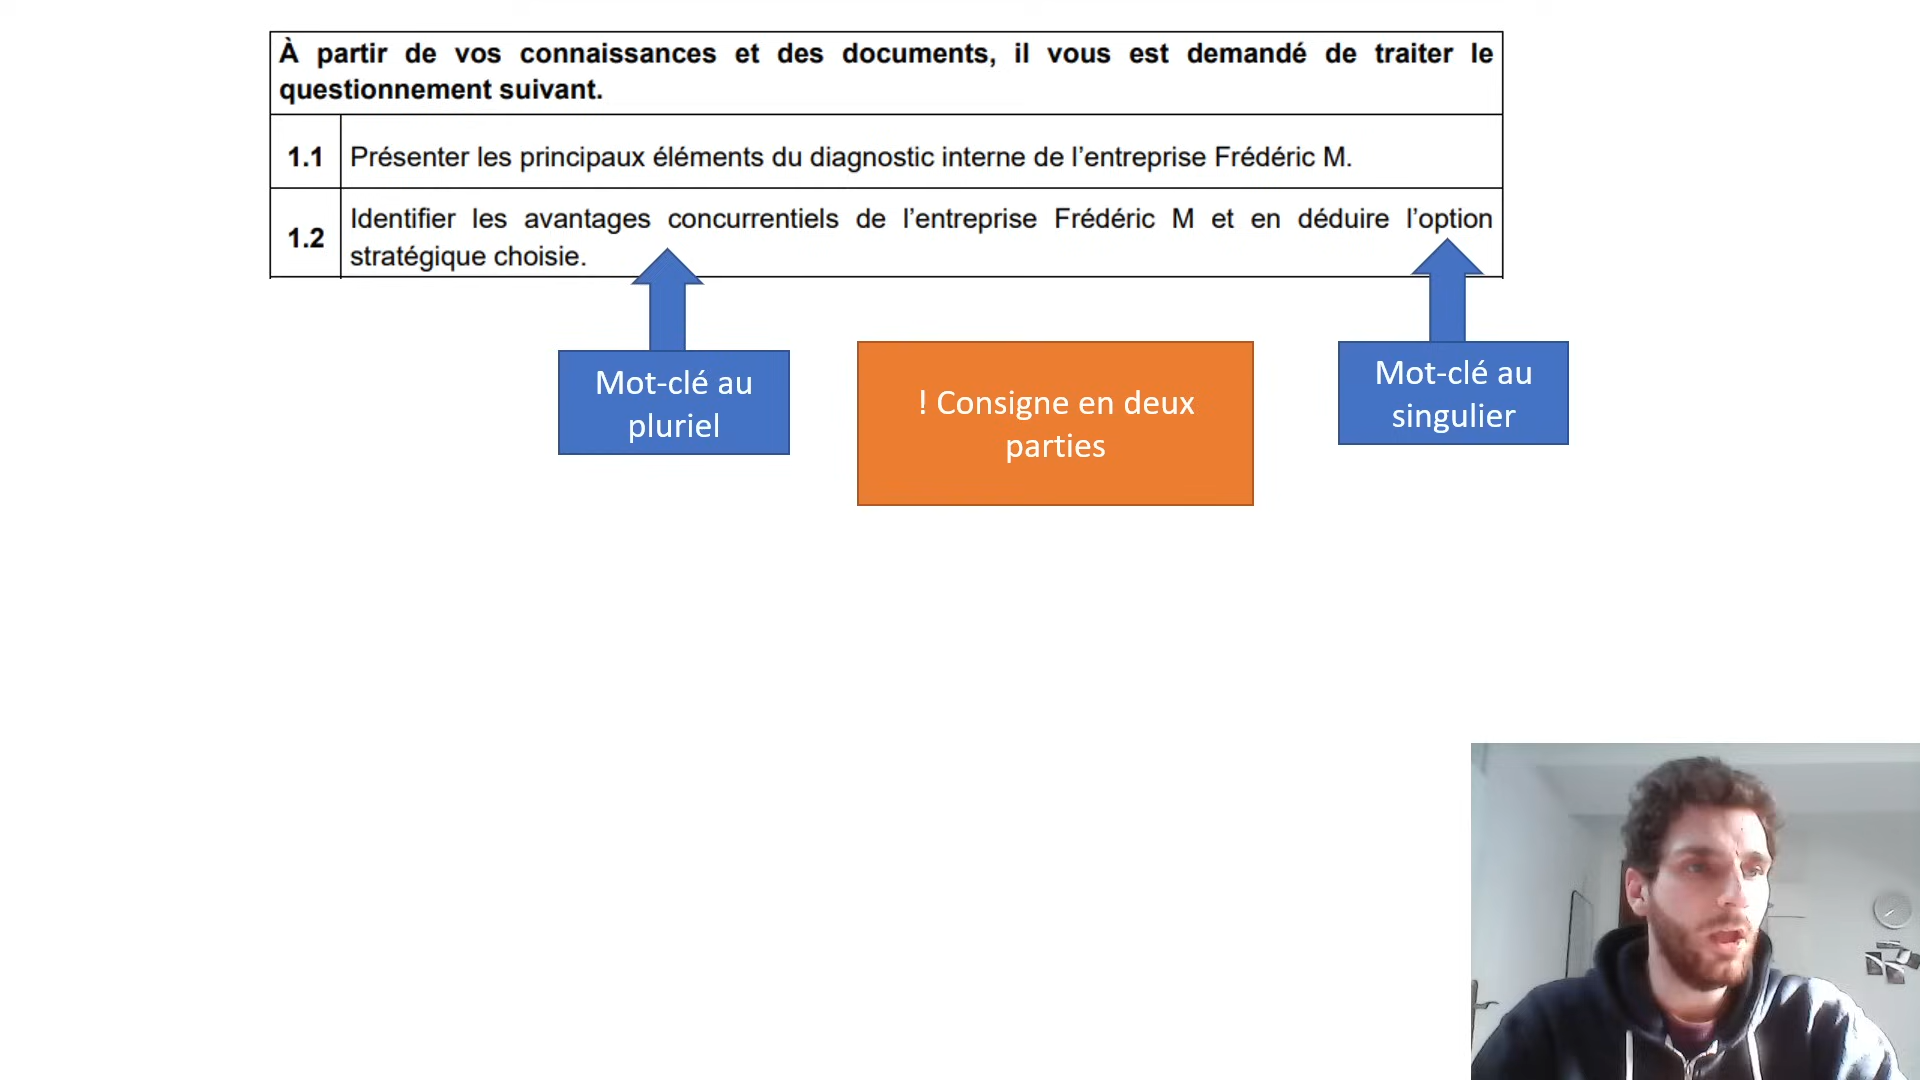 À partir de vos connaissances et des documents, il vous est demandé de traiter le
questionnement suivant.
1.1 Présenter les principaux éléments du diagnostic interne de l’entreprise Frédéric M.
1.2 Identifier les avantages concurrentiels de l’entreprise Frédéric M et en déduire l’option
stratégique choisie.
Mot-clé au
pluriel
! Consigne en deux
parties
Mot-clé au
singulier